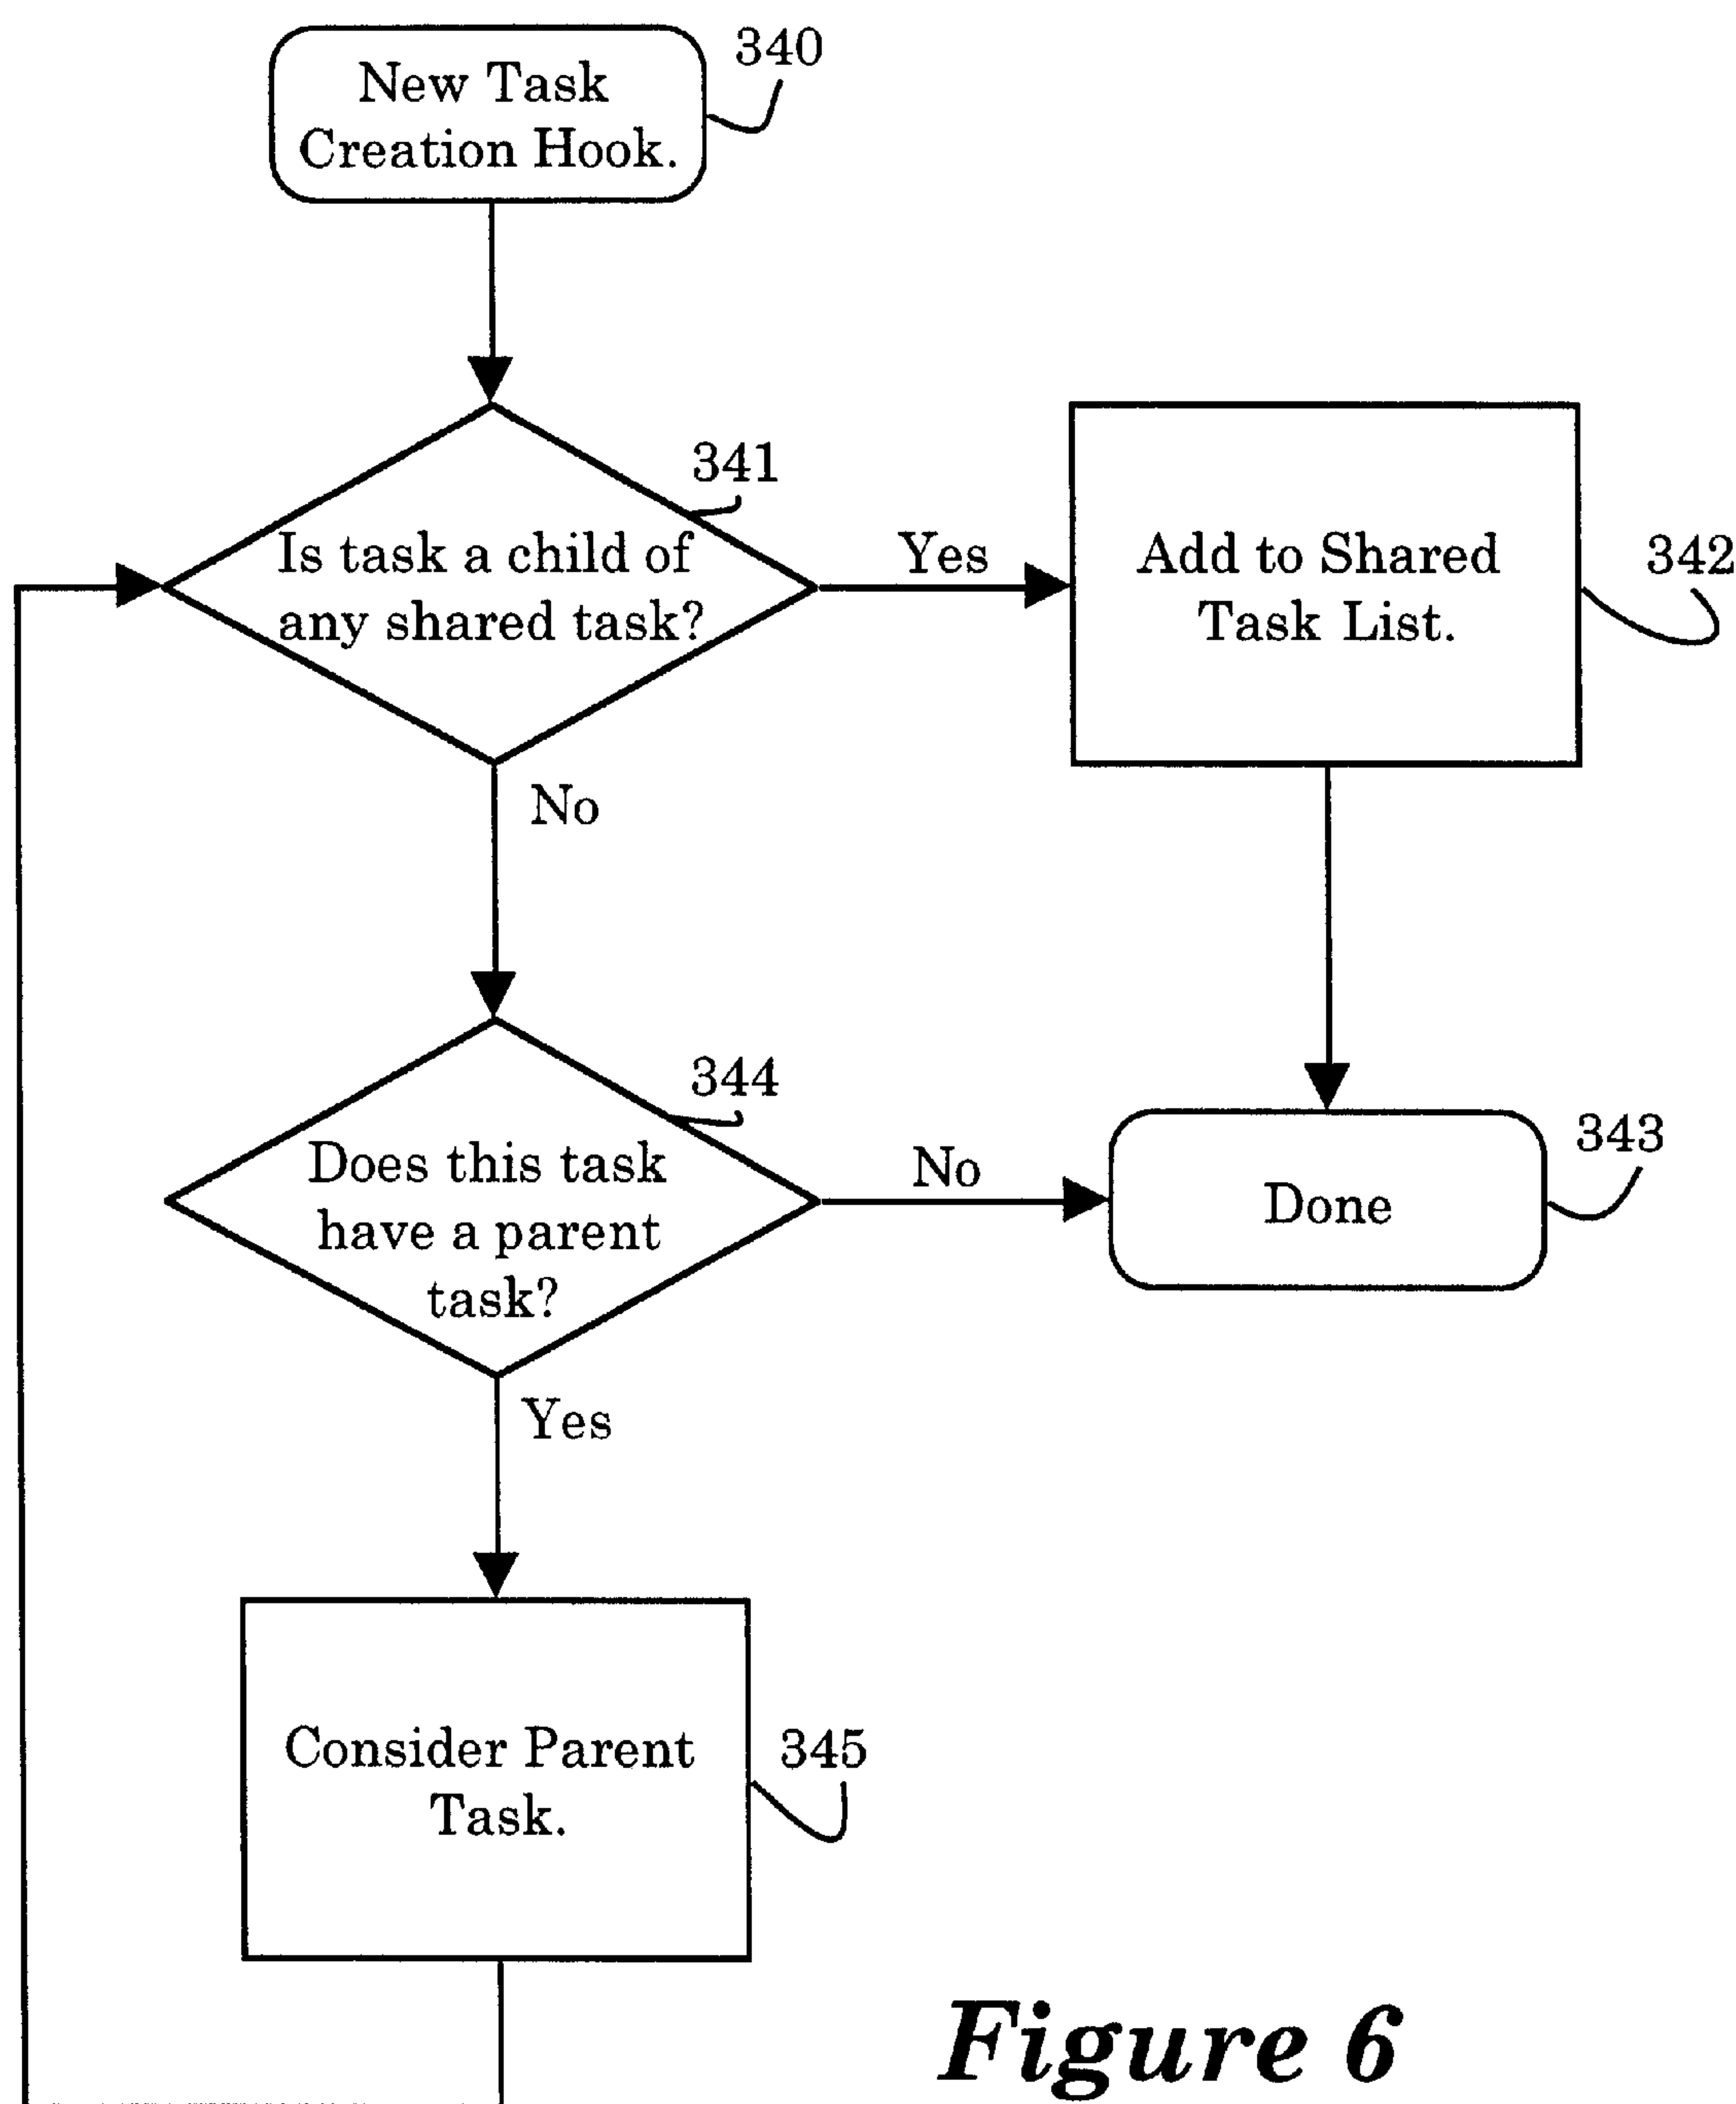 New Task
Creation Hook.
340
341
Is task a child of
any shared task?
Yes
Add to Shared
Task List.
342
No
344
Does this task
have a parent
task?
No
Done
343
Yes
Consider Parent
Task.
345
Figure 6